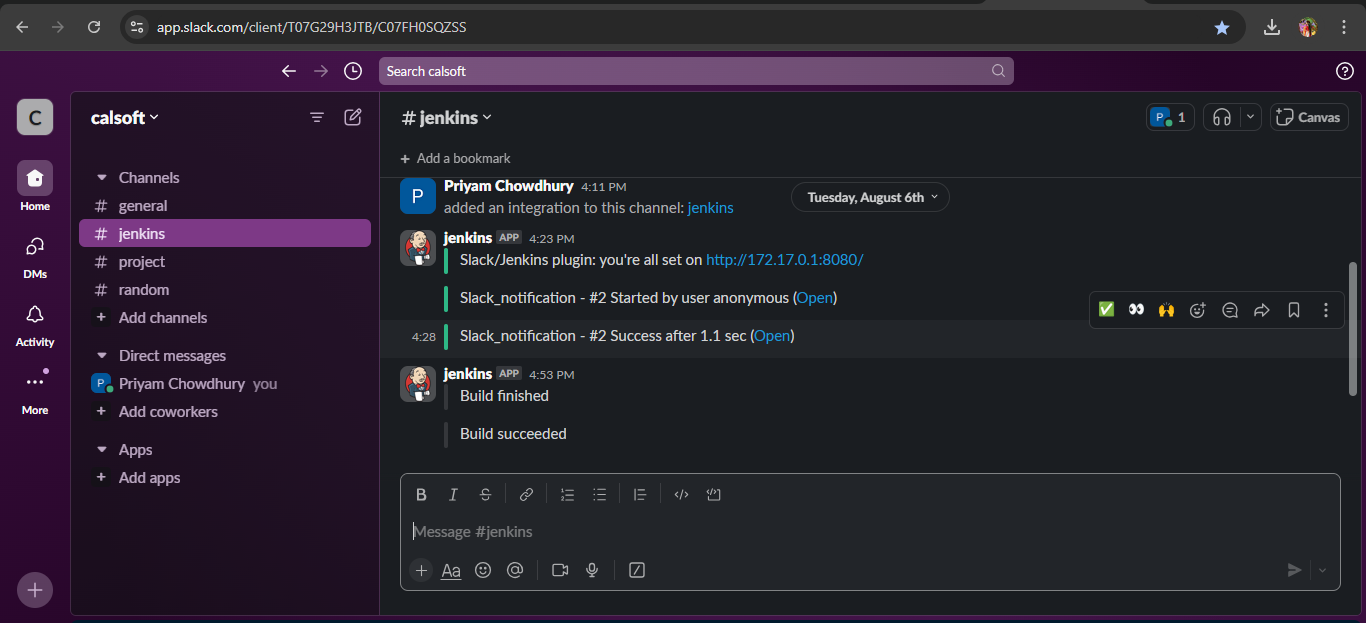 app.slack.com/client/T07G29H3JTB/C07FH0SQZSS
Search calsoft
C
calsoft
Home
DMs
Activity
More
Channels
# general
# jenkins
# project
# random
+ Add channels
Direct messages
P Priyam Chowdhury you
+ Add coworkers
Apps
+ Add apps
# jenkins
P 1
Canvas
+ Add a bookmark
Tuesday, August 6th
P
Priyam Chowdhury 4:11 PM
added an integration to this channel: jenkins
jenkins APP 4:23 PM
Slack/Jenkins plugin: you're all set on http://172.17.0.1:8080/
Slack_notification - #2 Started by user anonymous (Open)
4:28 Slack_notification - #2 Success after 1.1 sec (Open)
jenkins APP 4:53 PM
Build finished
Build succeeded
B I S
Message #jenkins
+ Aa @